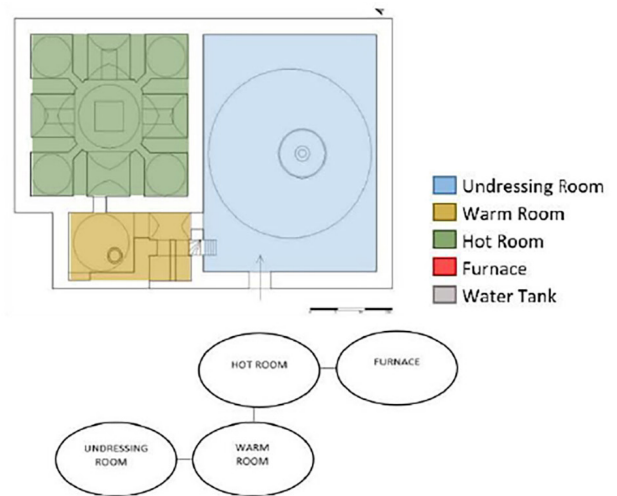 Undressing Room
Warm Room
Hot Room
Furnace
Water Tank
HOT ROOM
FURNACE
UNDRESSING
ROOM
WARM
ROOM